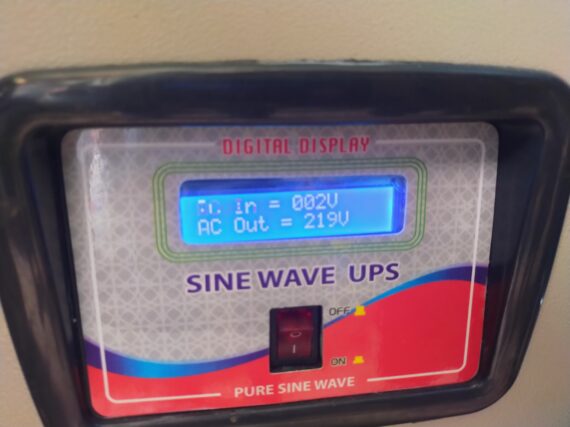 DIGITAL DISPLAY
In = 002V
AC Out = 219V
SINE WAVE UPS
OFF
ON
PURE SINE WAVE